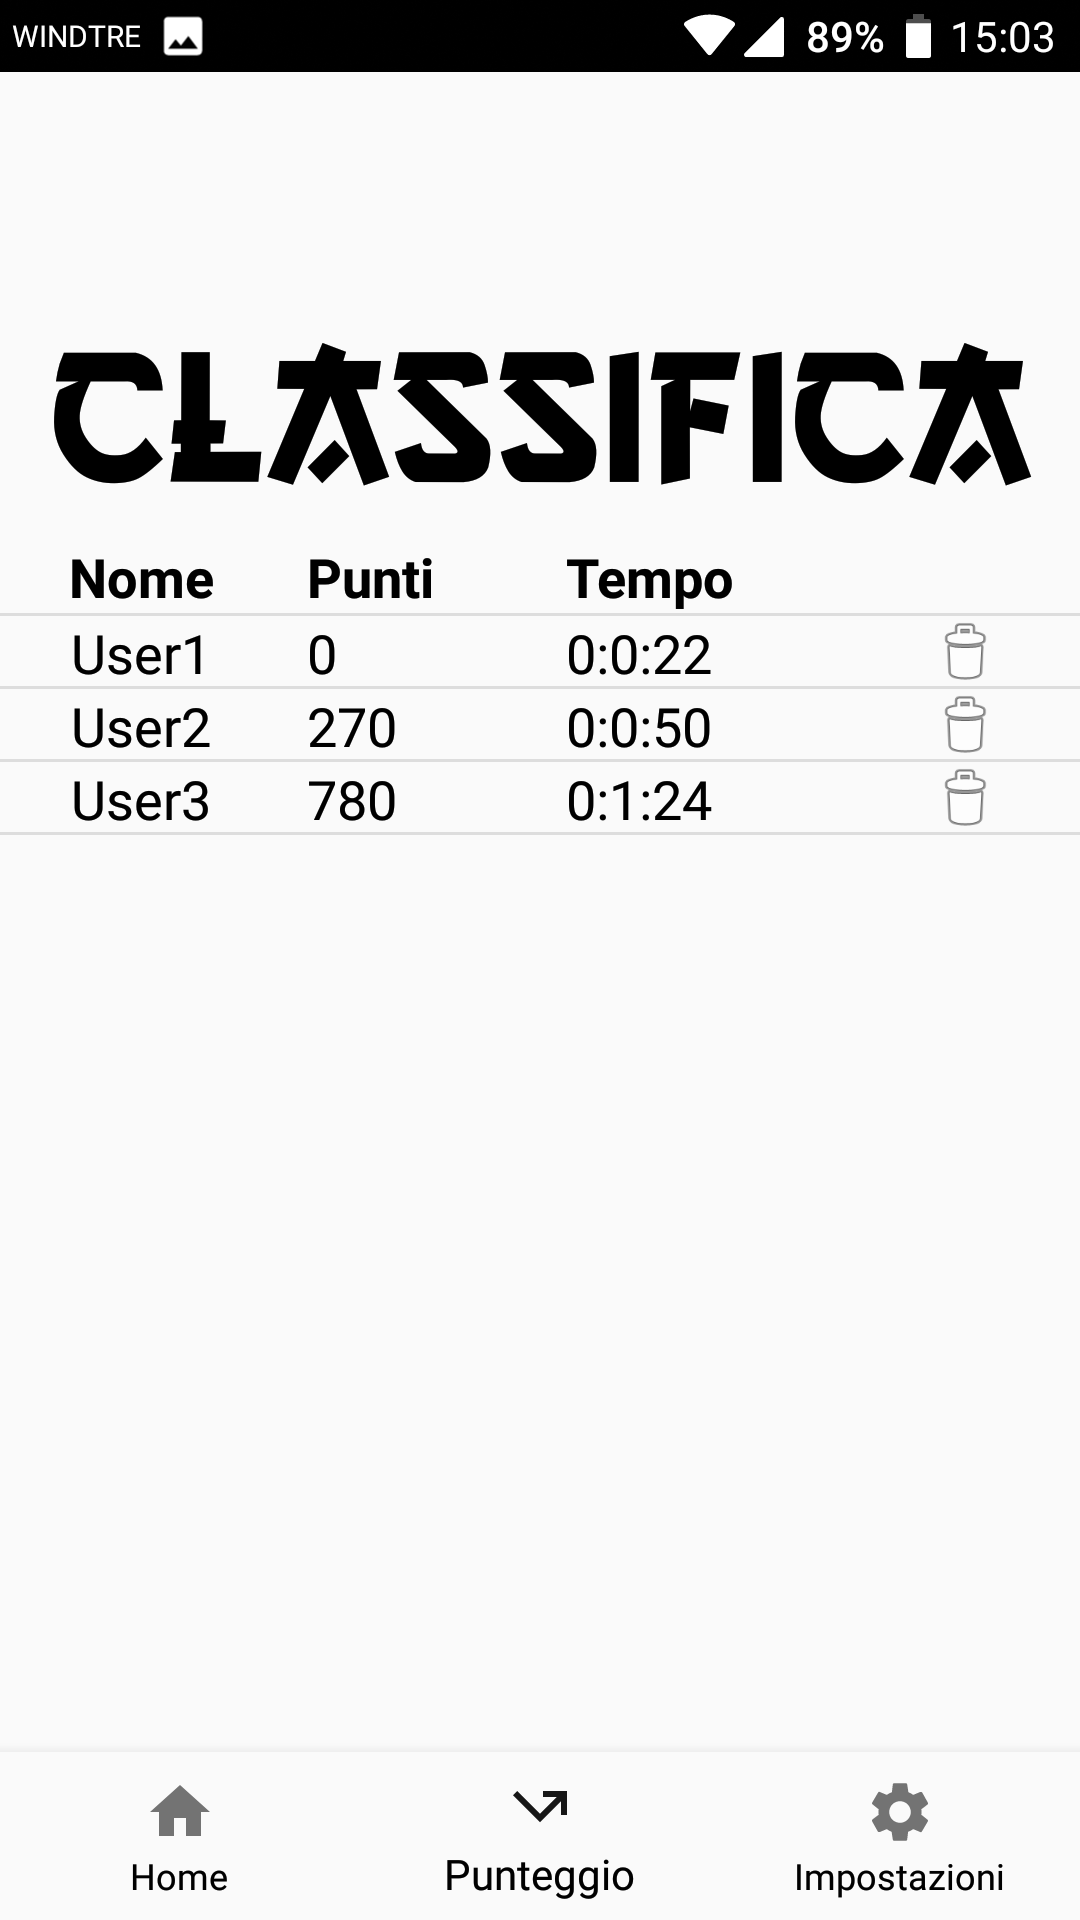 WINDTRE 89% 15:03
CLASSIFICA
Nome Punti Tempo
User1 0 0:0:22
User2 270 0:0:50
User3 780 0:1:24
Home Punteggio Impostazioni